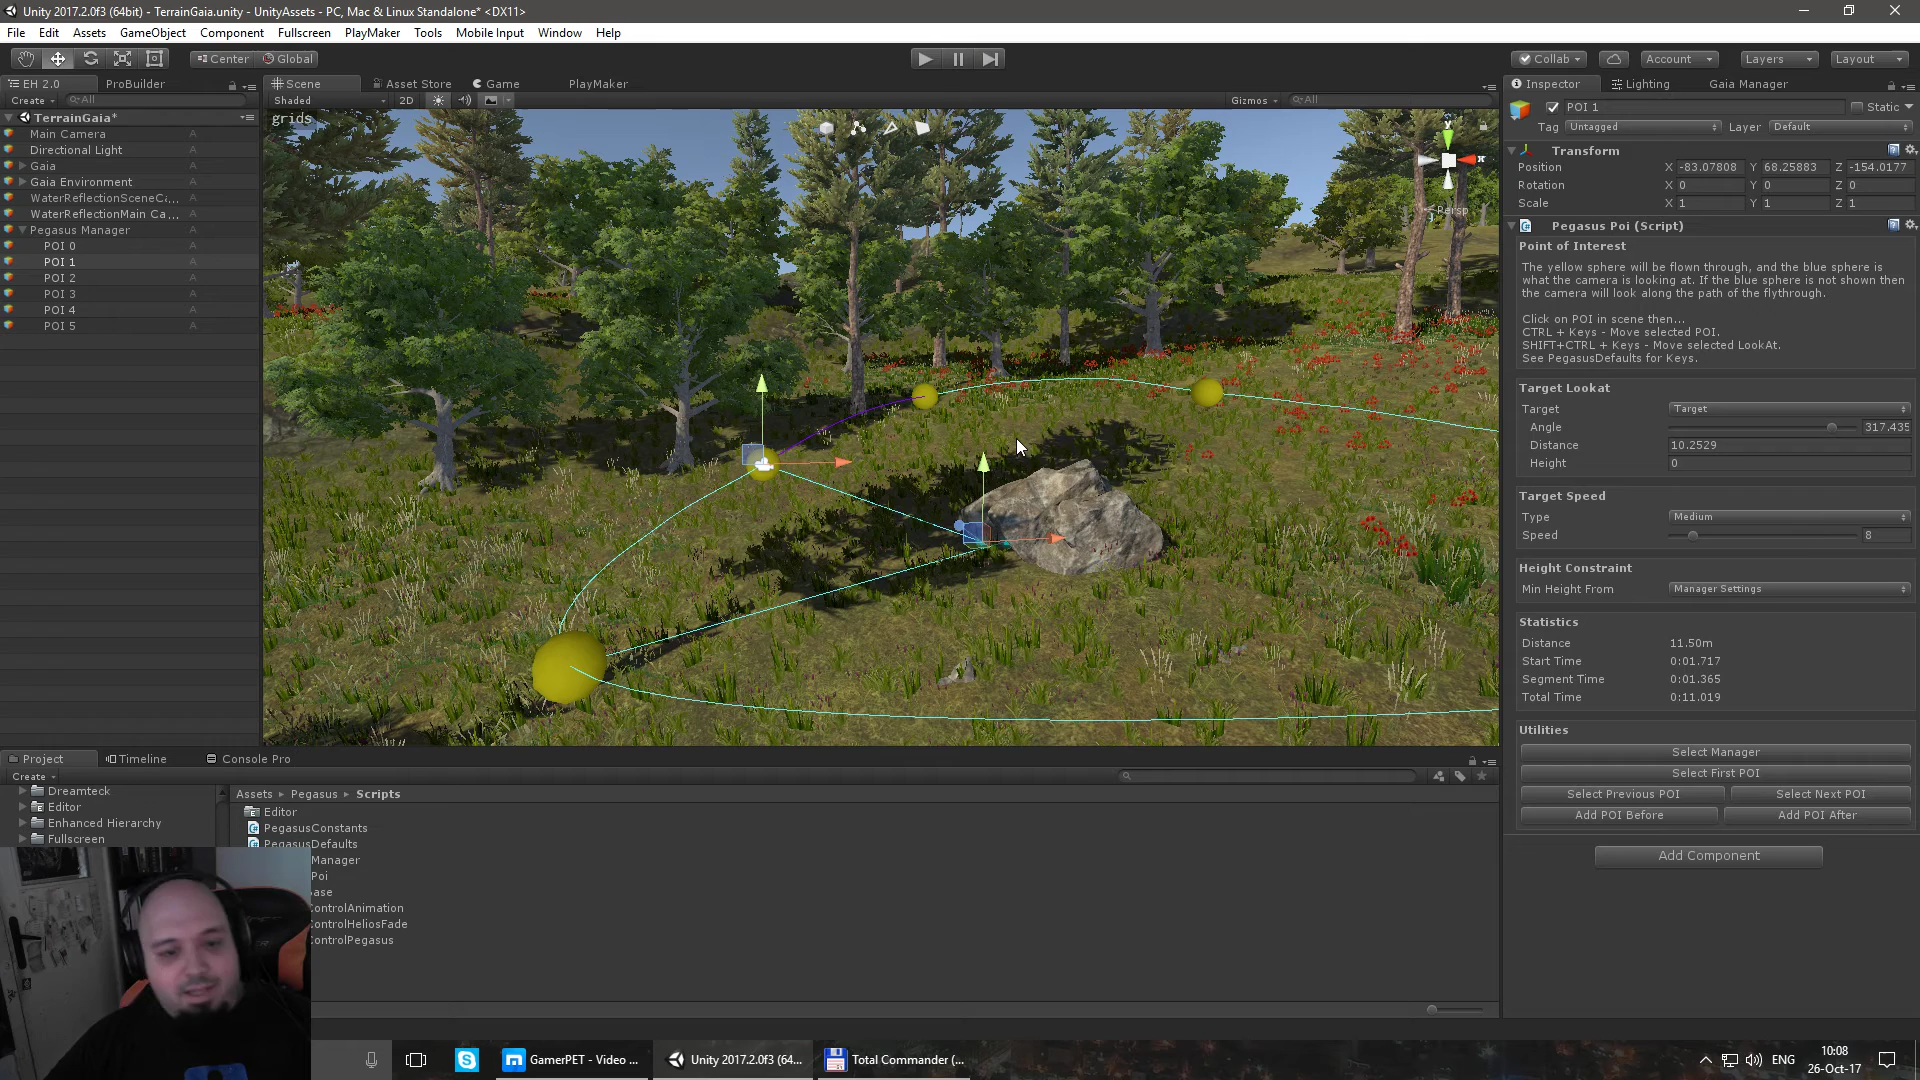 Unity 2017.2.0f3 (64bit) - TerrainGaia.unity - UnityAssets - PC, Mac & Linux Standalone* <DX11>
File Edit Assets GameObject Component Fullscreen PlayMaker Tools Mobile Input Window Help
Center Global Collab Account Layers Layout
EH 2.0 ProBuilder
Create All
TerrainGaia*
Main Camera A
Directional Light A
Gaia A
Gaia Environment A
WaterReflectionSceneCa... A
WaterReflectionMain Ca... A
Pegasus Manager A
POI 0 A
POI 1 A
POI 2 A
POI 3 A
POI 4 A
POI 5 A
Scene Asset Store Game PlayMaker
Shaded 2D Gizmos All
grids
y
x
Persp
Inspector Lighting Gaia Manager
POI 1 Static
Tag Untagged Layer Default
Transform
Position X -83.07808 Y 68.25883 Z -154.0177
Rotation X 0 Y 0 Z 0
Scale X 1 Y 1 Z 1
Pegasus Poi (Script)
Point of Interest
The yellow sphere will be flown through, and the blue sphere is
what the camera is looking at. If the blue sphere is not shown then
the camera will look along the path of the flythrough.
Click on POI in scene then...
CTRL + Keys - Move selected POI.
SHIFT+CTRL + Keys - Move selected LookAt.
See PegasusDefaults for Keys.
Target Lookat
Target Target
Angle 317.435
Distance 10.2529
Height 0
Target Speed
Type Medium
Speed 8
Height Constraint
Min Height From Manager Settings
Statistics
Distance 11.50m
Start Time 0:01.717
Segment Time 0:01.365
Total Time 0:11.019
Utilities
Select Manager
Select First POI
Select Previous POI Select Next POI
Add POI Before Add POI After
Add Component
Project Timeline Console Pro
Create
Dreamteck
Editor
Enhanced Hierarchy
Fullscreen
Assets Pegasus Scripts
Editor
PegasusConstants
PegasusDefaults
Manager
Poi
ase
ControlAnimation
ControlHeliosFade
ControlPegasus
GamerPET - Video ... Unity 2017.2.0f3 (64... Total Commander (... ENG 10:08
26-Oct-17